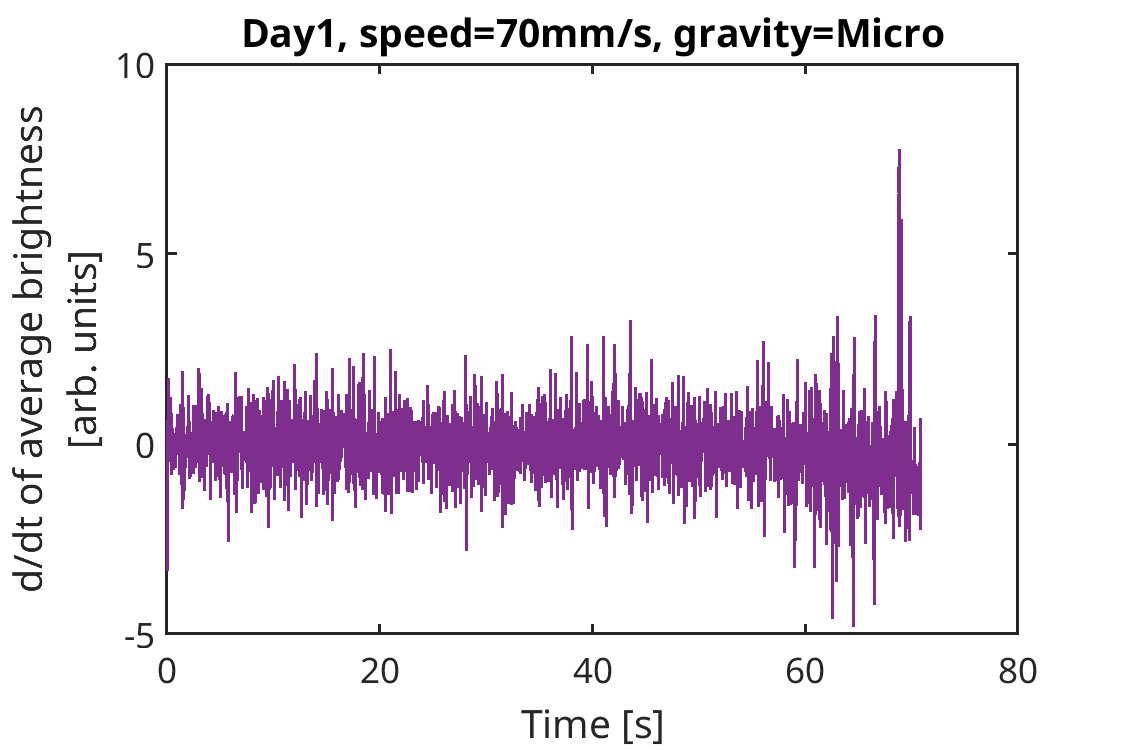 Day1, speed=70mm/s, gravity=Micro
d/dt of average brightness
[arb. units]
10
5
0
-5
0 20 40 60 80
Time [s]